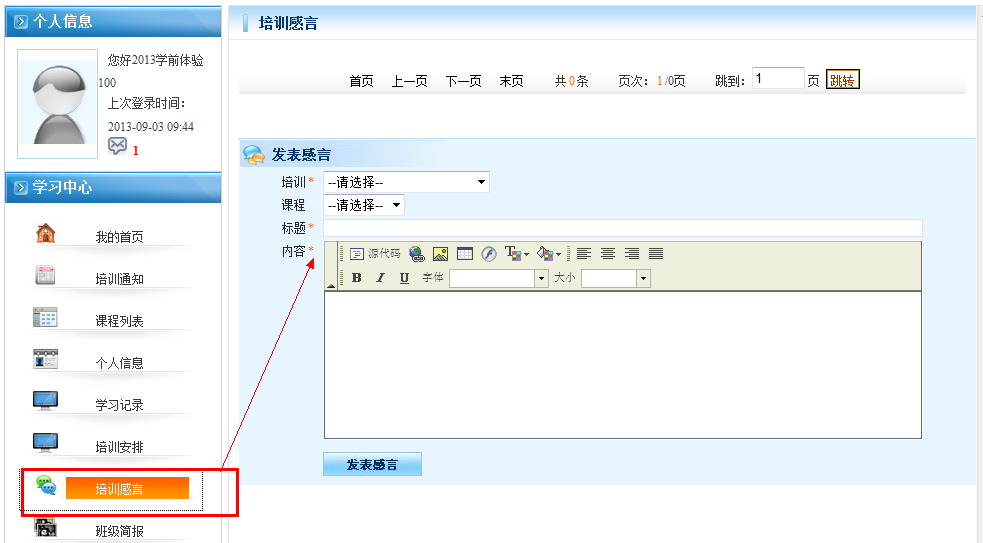 个人信息
您好2013学前体验
100
上次登录时间：
2013-09-03 09:44
1
学习中心
我的首页
培训通知
课程列表
个人信息
学习记录
培训安排
培训感言
班级简报
培训感言
首页 上一页 下一页 末页 共0条 页次：1/0页 跳到： 1 页 跳转
发表感言
培训* --请选择--
课程 --请选择--
标题*
内容*
源代码
B I U 字体 大小
发表感言